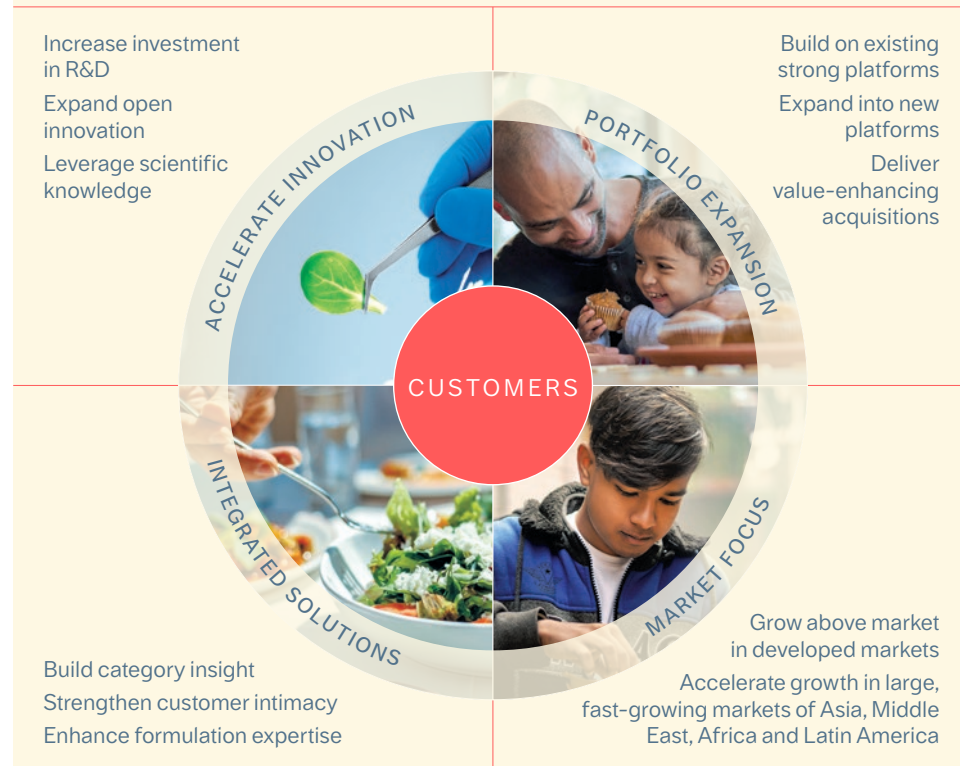 Increase investment
in R&D
Expand open
innovation
Leverage scientific
knowledge
ACCELERATE INNOVATION
Build on existing
strong platforms
Expand into new
platforms
Deliver
value-enhancing
acquisitions
PORTFOLIO EXPANSION
CUSTOMERS
INTEGRATED SOLUTIONS
Build category insight
Strengthen customer intimacy
Enhance formulation expertise
MARKET FOCUS
Grow above market
in developed markets
Accelerate growth in large,
fast-growing markets of Asia, Middle
East, Africa and Latin America